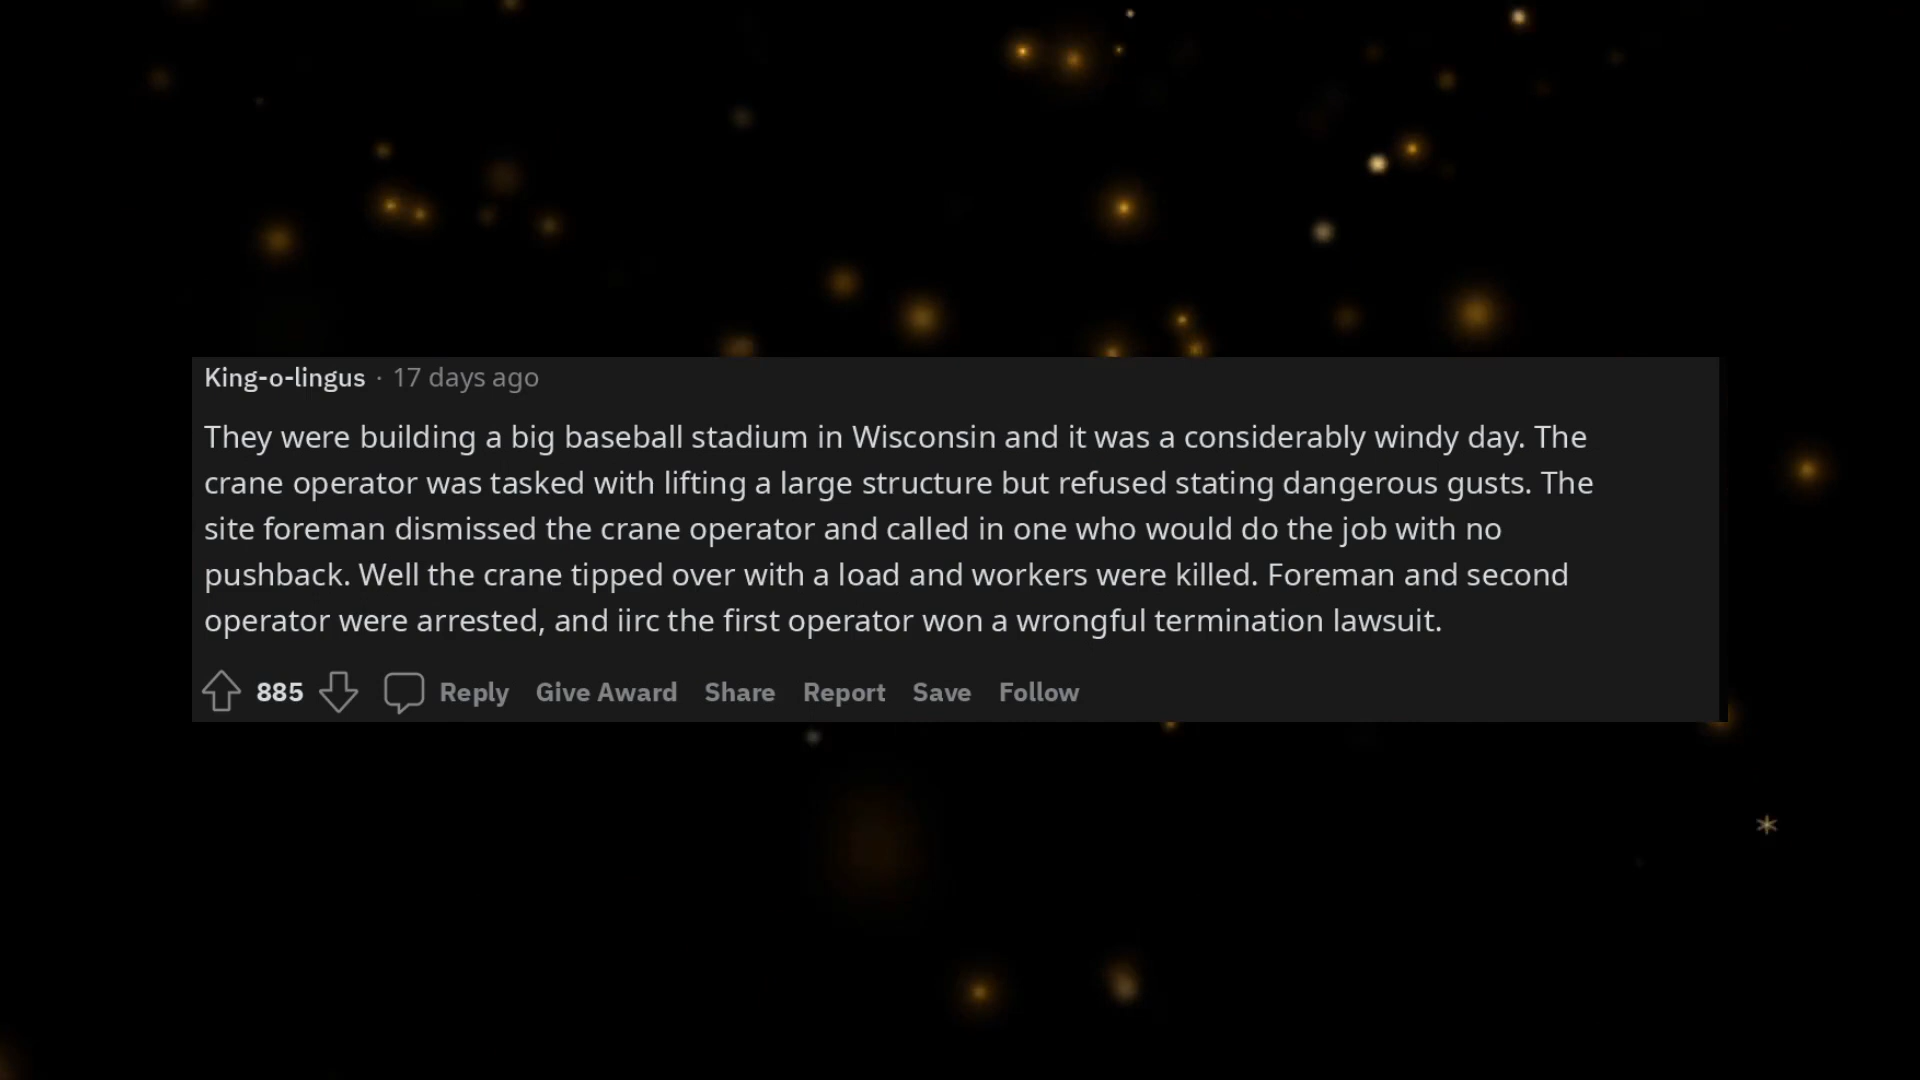 King-o-lingus · 17 days ago
They were building a big baseball stadium in Wisconsin and it was a considerably windy day. The
crane operator was tasked with lifting a large structure but refused stating dangerous gusts. The
site foreman dismissed the crane operator and called in one who would do the job with no
pushback. Well the crane tipped over with a load and workers were killed. Foreman and second
operator were arrested, and iirc the first operator won a wrongful termination lawsuit.
885 Reply Give Award Share Report Save Follow